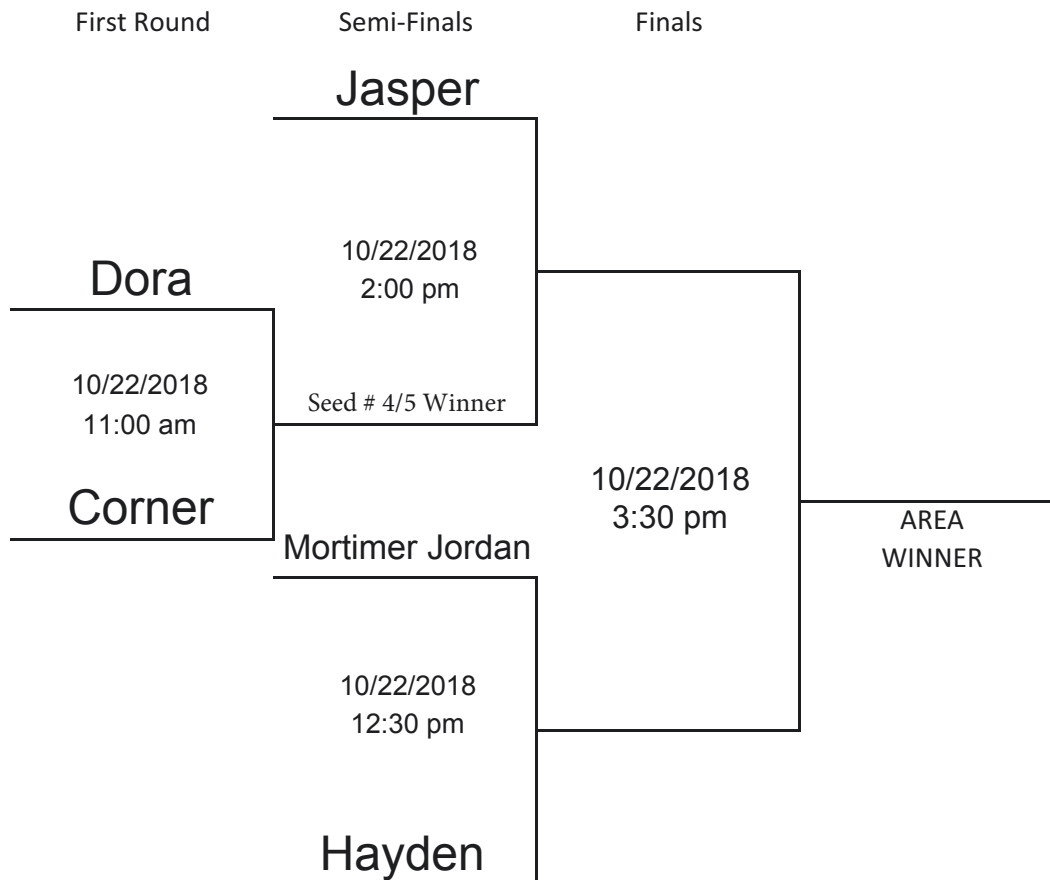 First Round
Semi-Finals
Finals
Jasper
10/22/2018
2:00 pm
Dora
10/22/2018
11:00 am
Seed # 4/5 Winner
Corner
10/22/2018
3:30 pm
AREA
WINNER
Mortimer Jordan
10/22/2018
12:30 pm
Hayden